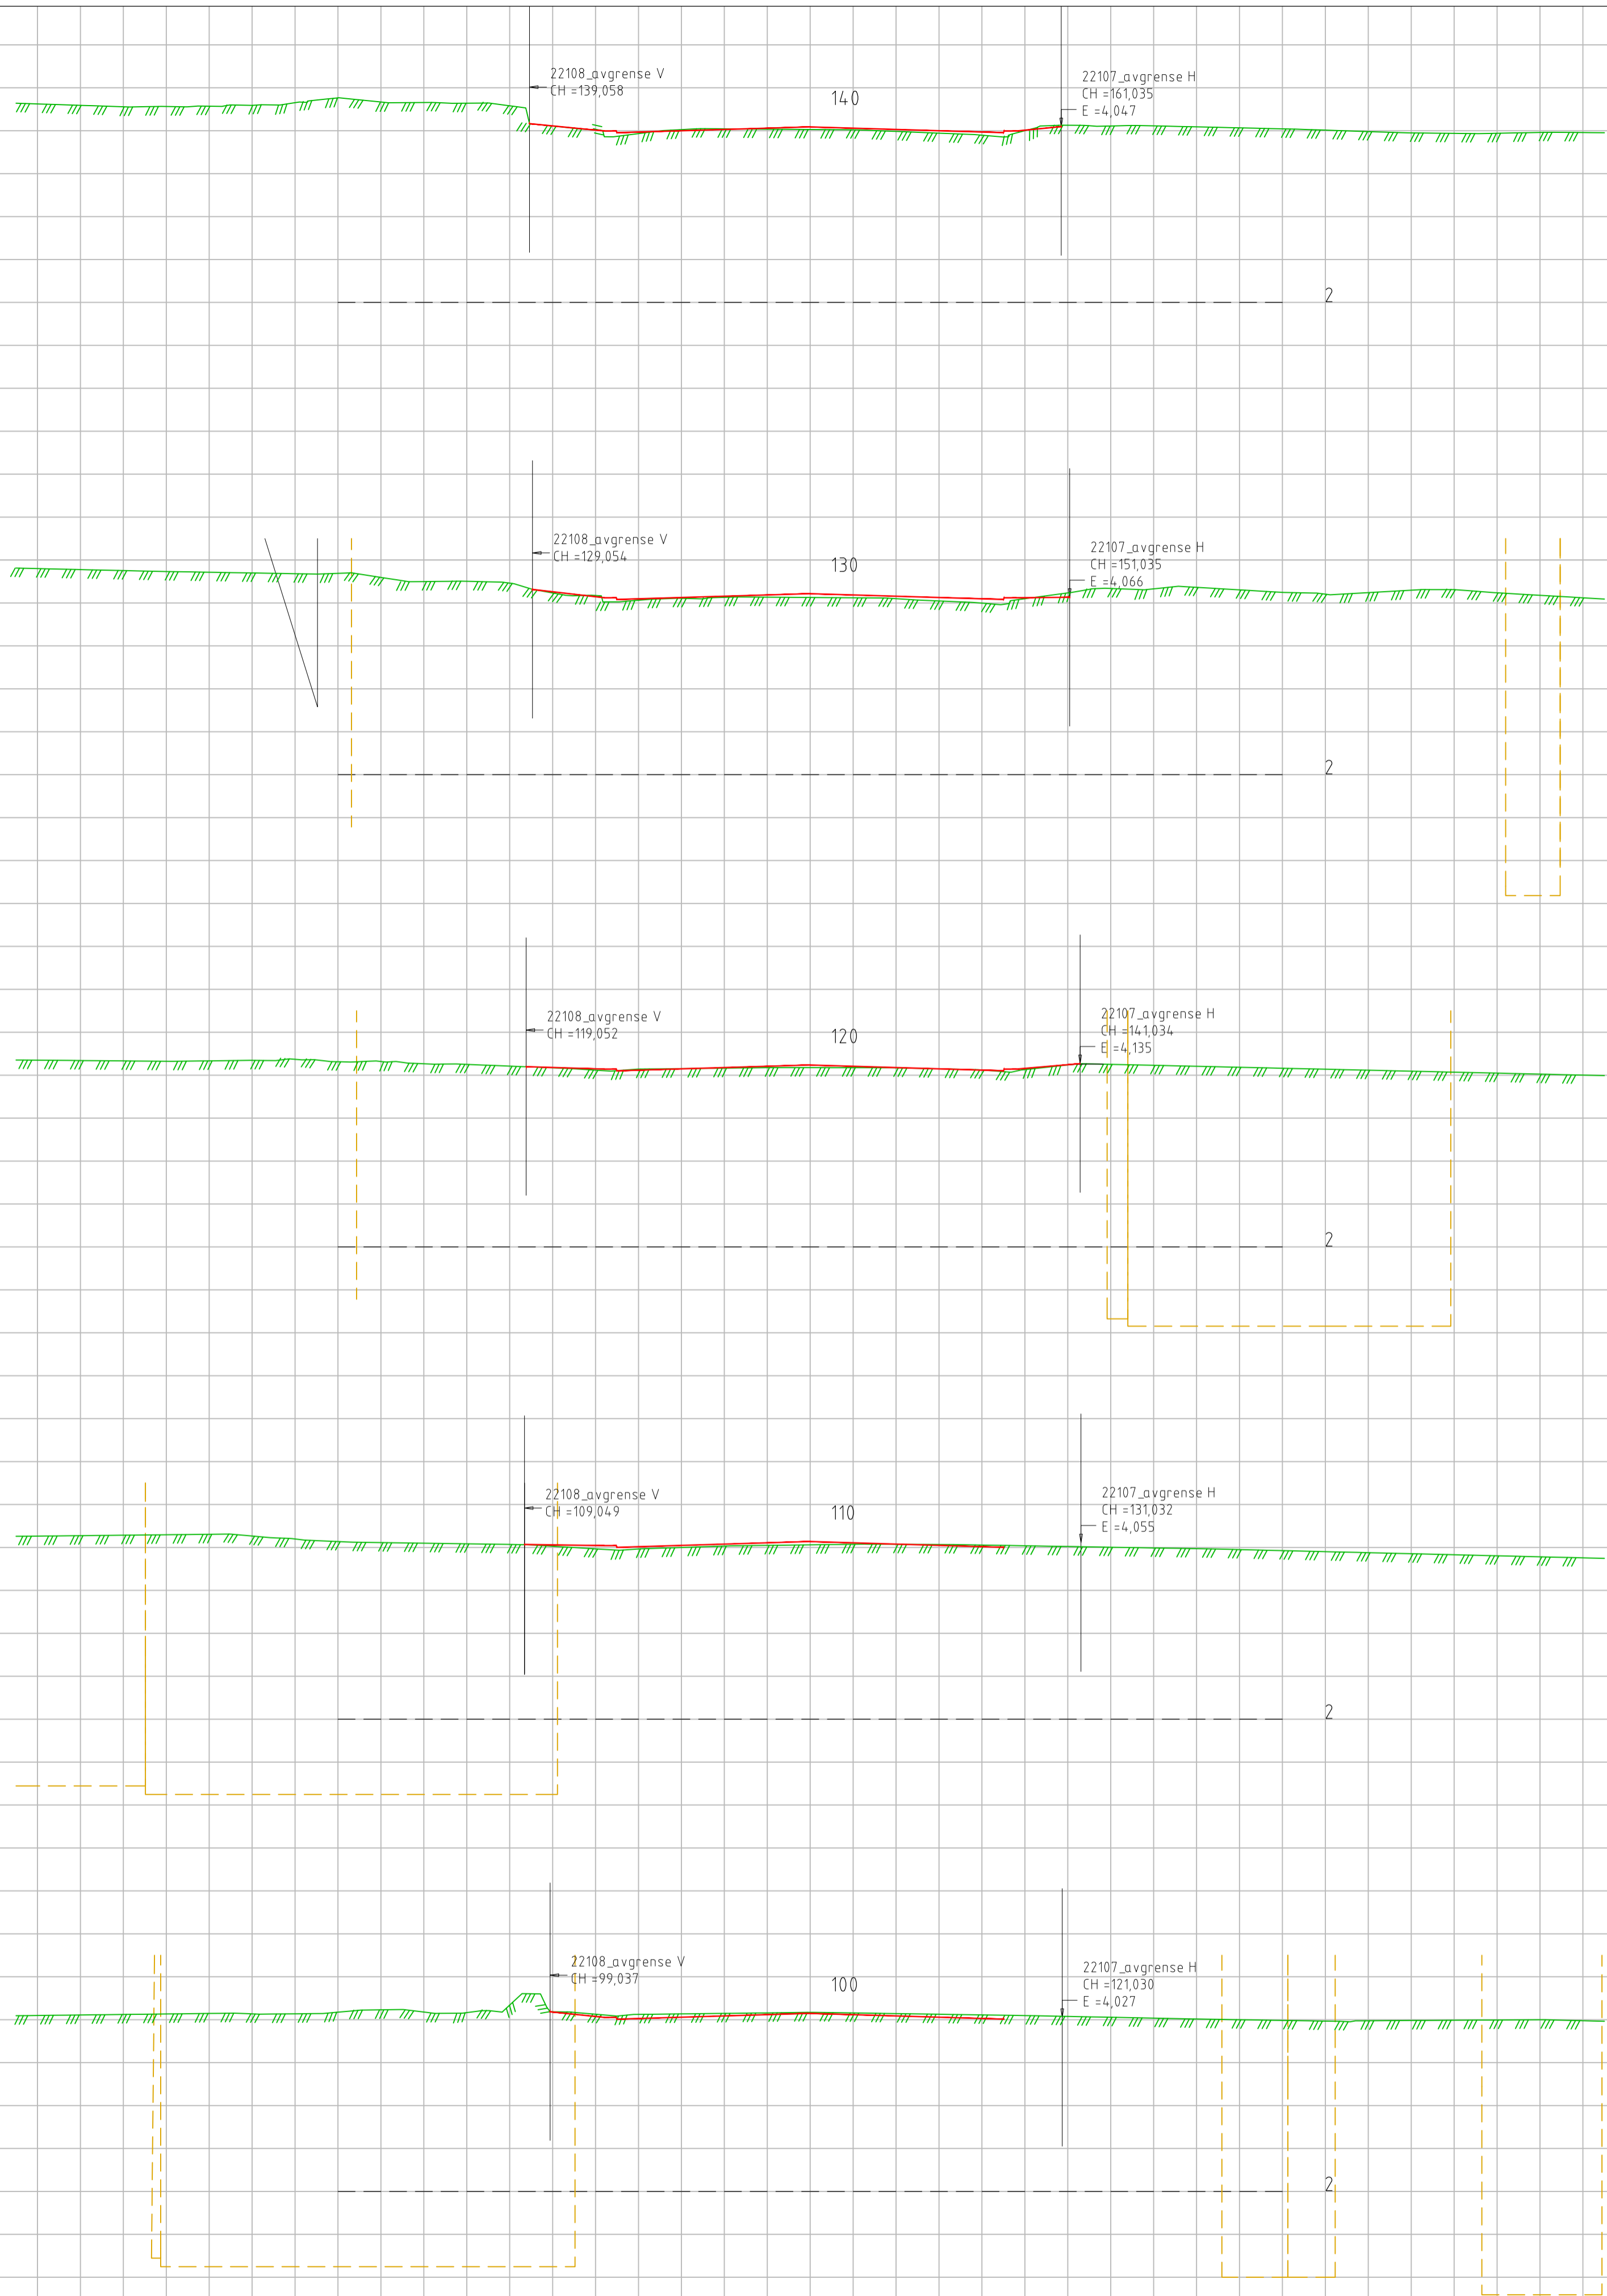 22108_avgrense V
CH =139,058
140
22107_avgrense H
CH =161,035
E =4,047
2
22108_avgrense V
CH =129,054
130
22107_avgrense H
CH =151,035
E =4,066
2
22108_avgrense V
CH =119,052
120
22107_avgrense H
CH =141,034
E =4,135
2
22108_avgrense V
CH =109,049
110
22107_avgrense H
CH =131,032
E =4,055
2
22108_avgrense V
CH =99,037
100
22107_avgrense H
CH =121,030
E =4,027
2